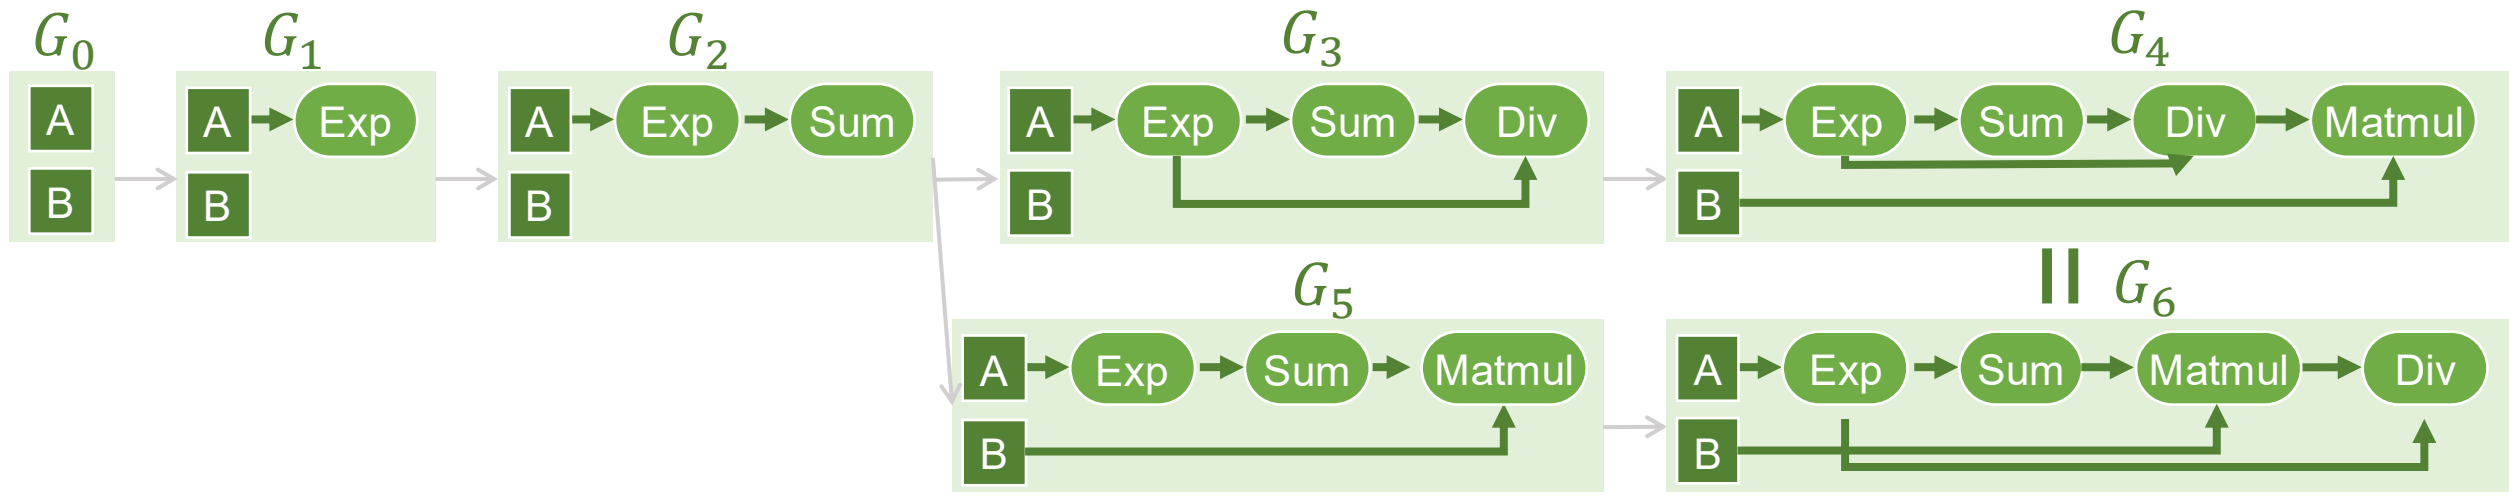 G0
A
B
G1
A Exp
B
G2
A Exp Sum
B
G3
A Exp Sum Div
B
G4
A Exp Sum Div Matmul
B
G5
A Exp Sum Matmul
B
G6
A Exp Sum Matmul Div
B